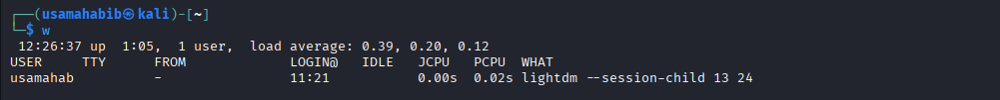 ┌──(usamahabib㉿kali)-[~]
└─$ w
 12:26:37 up  1:05,  1 user,  load average: 0.39, 0.20, 0.12
USER     TTY      FROM             LOGIN@   IDLE   JCPU   PCPU  WHAT
usamahab          -                11:21           0.00s  0.02s lightdm --session-child 13 24